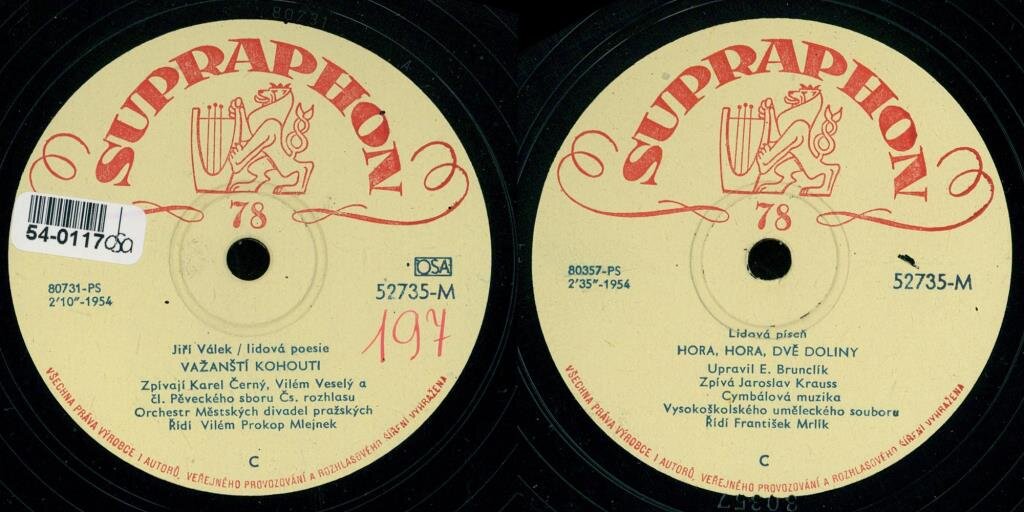 80731
SUPRAPHON
78
54-0117 osa
OSA
80731-PS
2'10"-1954
52735-M
197
Jiří Válek / lidová poesie
VAŽANŠTÍ KOHOUTI
Zpívají Karel Černý, Vilém Veselý a
čl. Pěveckého sboru Čs. rozhlasu
Orchestr Městských divadel pražských
Řídí Vilém Prokop Mlejnek
C
VŠECHNA PRÁVA VÝROBCE I AUTORŮ, VEŘEJNÉHO PROVOZOVÁNÍ A ROZHLASOVÉHO ŠÍŘENÍ VYHRAŽENA
SUPRAPHON
78
80357-PS
2'35"-1954
52735-M
Lidová píseň
HORA, HORA, DVĚ DOLINY
Upravil E. Brunclík
Zpívá Jaroslav Krauss
Cymbálová muzika
Vysokoškolského uměleckého souboru
Řídí František Mrlík
C
VŠECHNA PRÁVA VÝROBCE I AUTORŮ, VEŘEJNÉHO PROVOZOVÁNÍ A ROZHLASOVÉHO ŠÍŘENÍ VYHRAŽENA
80357